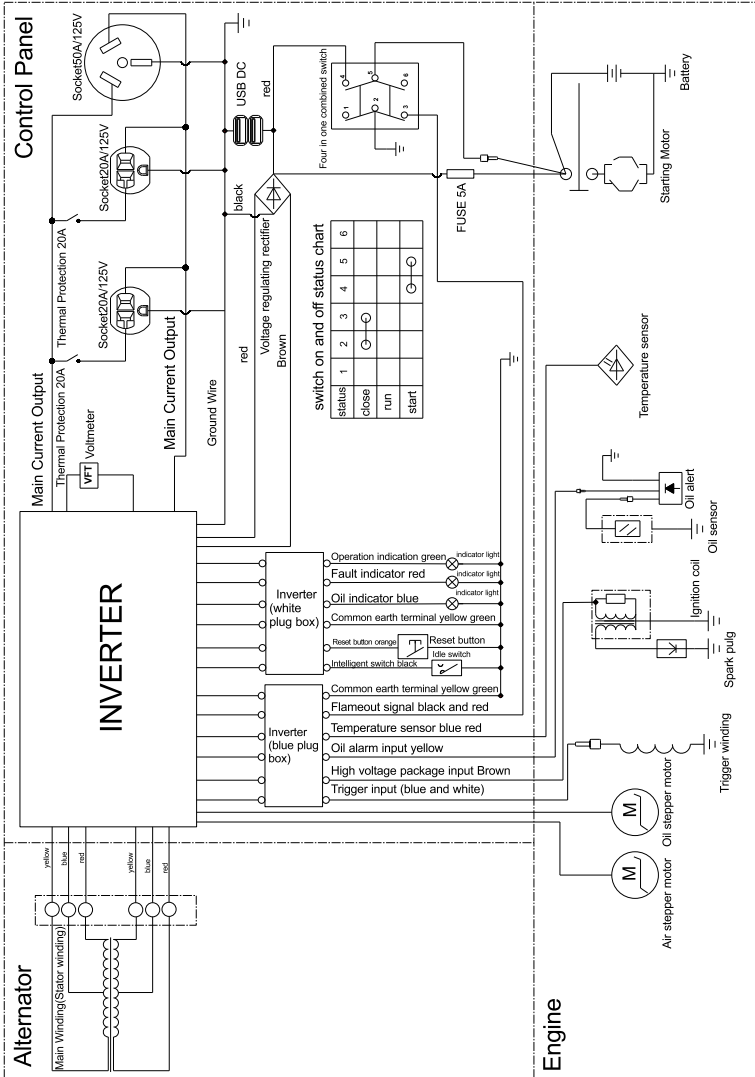 Control Panel
Socket50A/125V
Socket20A/125V
Thermal Protection 20A
Socket20A/125V
Thermal Protection 20A
Main Current Output
VFT
Voltmeter
Main Current Output
Ground Wire
USB DC
red
black
Voltage regulating rectifier
red
Brown
Four in one combined switch
1
2
3
4
5
6
FUSE 5A
switch on and off status chart
status 1 2 3 4 5 6
close
run
start
INVERTER
Inverter
(white
plug box)
Operation indication green
indicator light
Fault indicator red
indicator light
Oil indicator blue
indicator light
Common earth terminal yellow green
Reset button orange
Reset button
Idle switch
Intelligent switch black
Inverter
(blue plug
box)
Common earth terminal yellow green
Flameout signal black and red
Temperature sensor blue red
Oil alarm input yellow
High voltage package input Brown
Trigger input (blue and white)
Alternator
Main Winding(Stator winding)
yellow
blue
red
yellow
blue
red
Engine
Battery
Starting Motor
Temperature sensor
Oil alert
Oil sensor
Ignition coil
Spark pulg
Trigger winding
M
Oil stepper motor
M
Air stepper motor